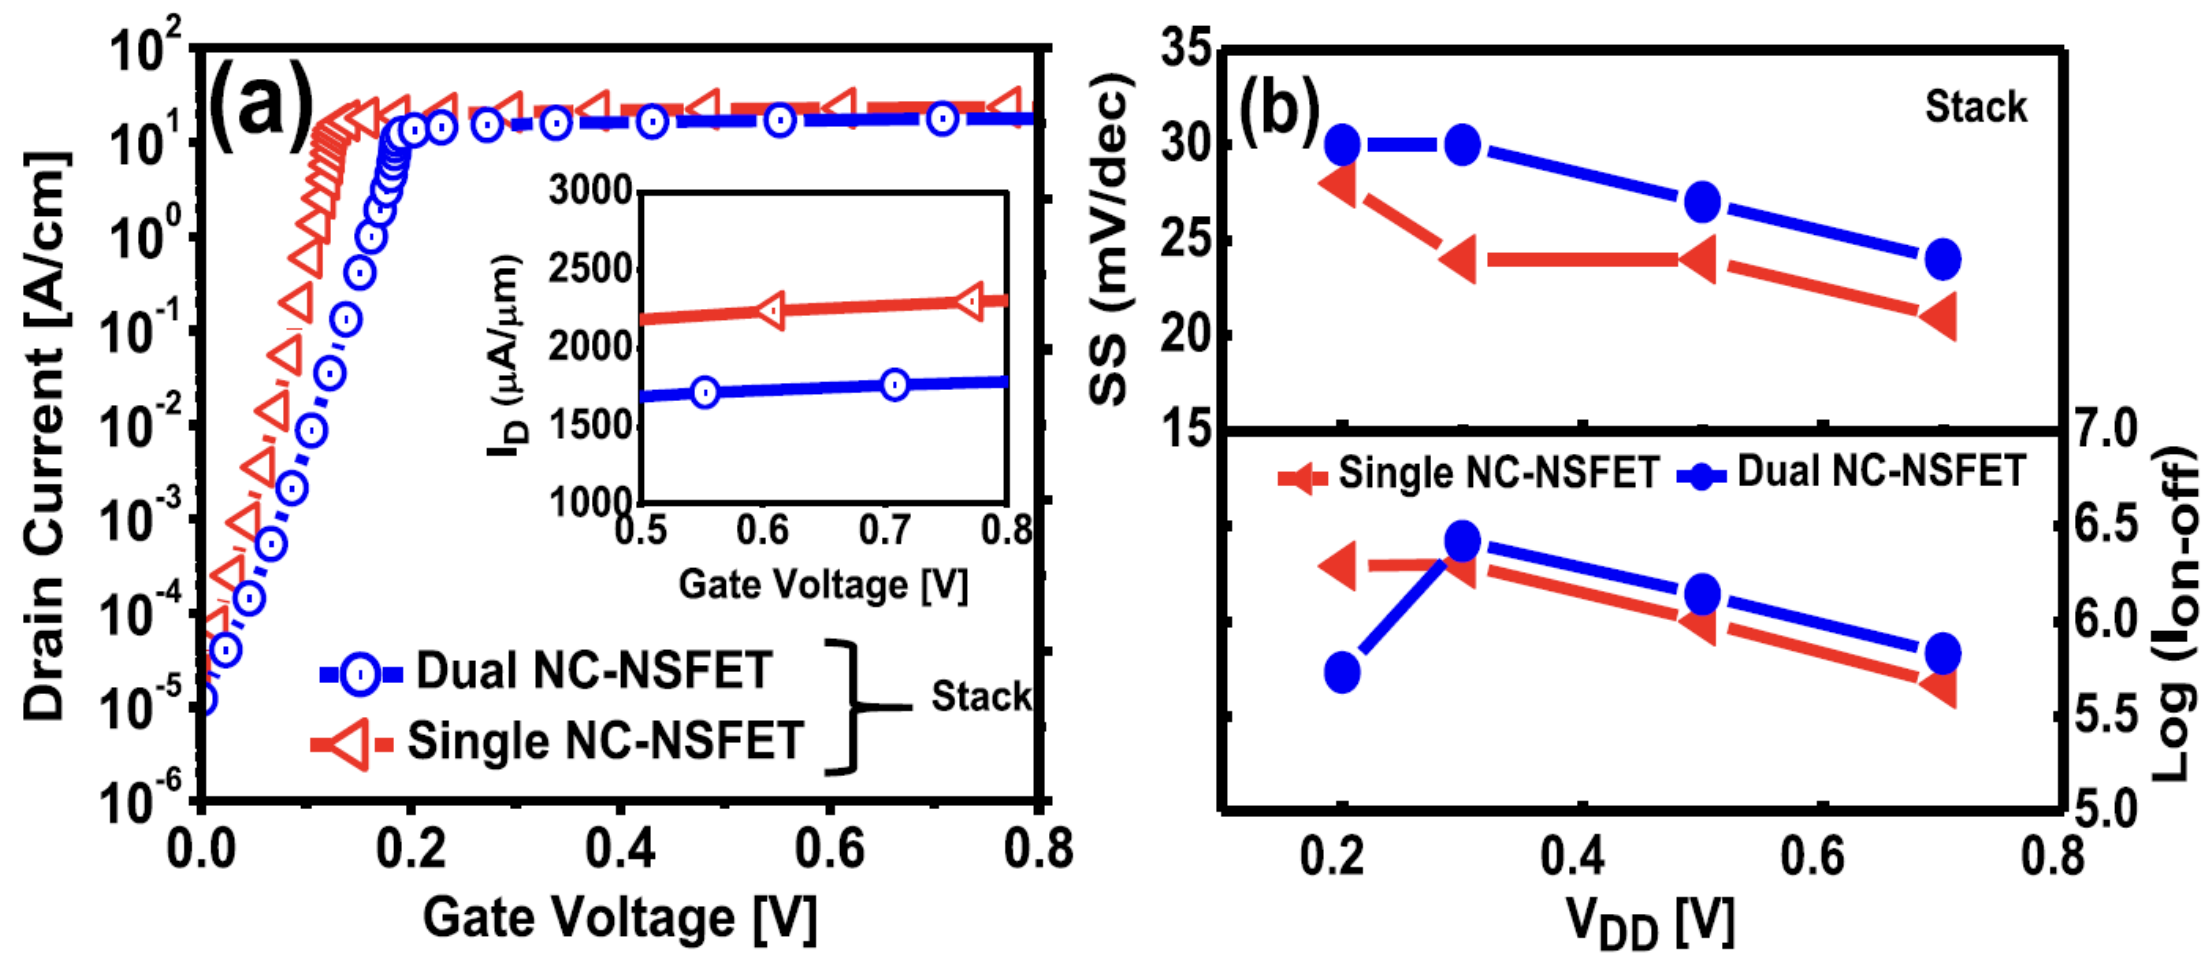 (a)
Drain Current [A/cm]
10^2
10^1
10^0
10^-1
10^-2
10^-3
10^-4
10^-5
10^-6
0.0 0.2 0.4 0.6 0.8
Gate Voltage [V]
I_D (μA/μm)
3000
2500
2000
1500
1000
0.5 0.6 0.7 0.8
Gate Voltage [V]
Dual NC-NSFET
Single NC-NSFET
Stack
(b)
Stack
SS (mV/dec)
35
30
25
20
15
Single NC-NSFET Dual NC-NSFET
7.0
6.5
6.0
5.5
5.0
Log (Ion-off)
0.2 0.4 0.6 0.8
V_DD [V]